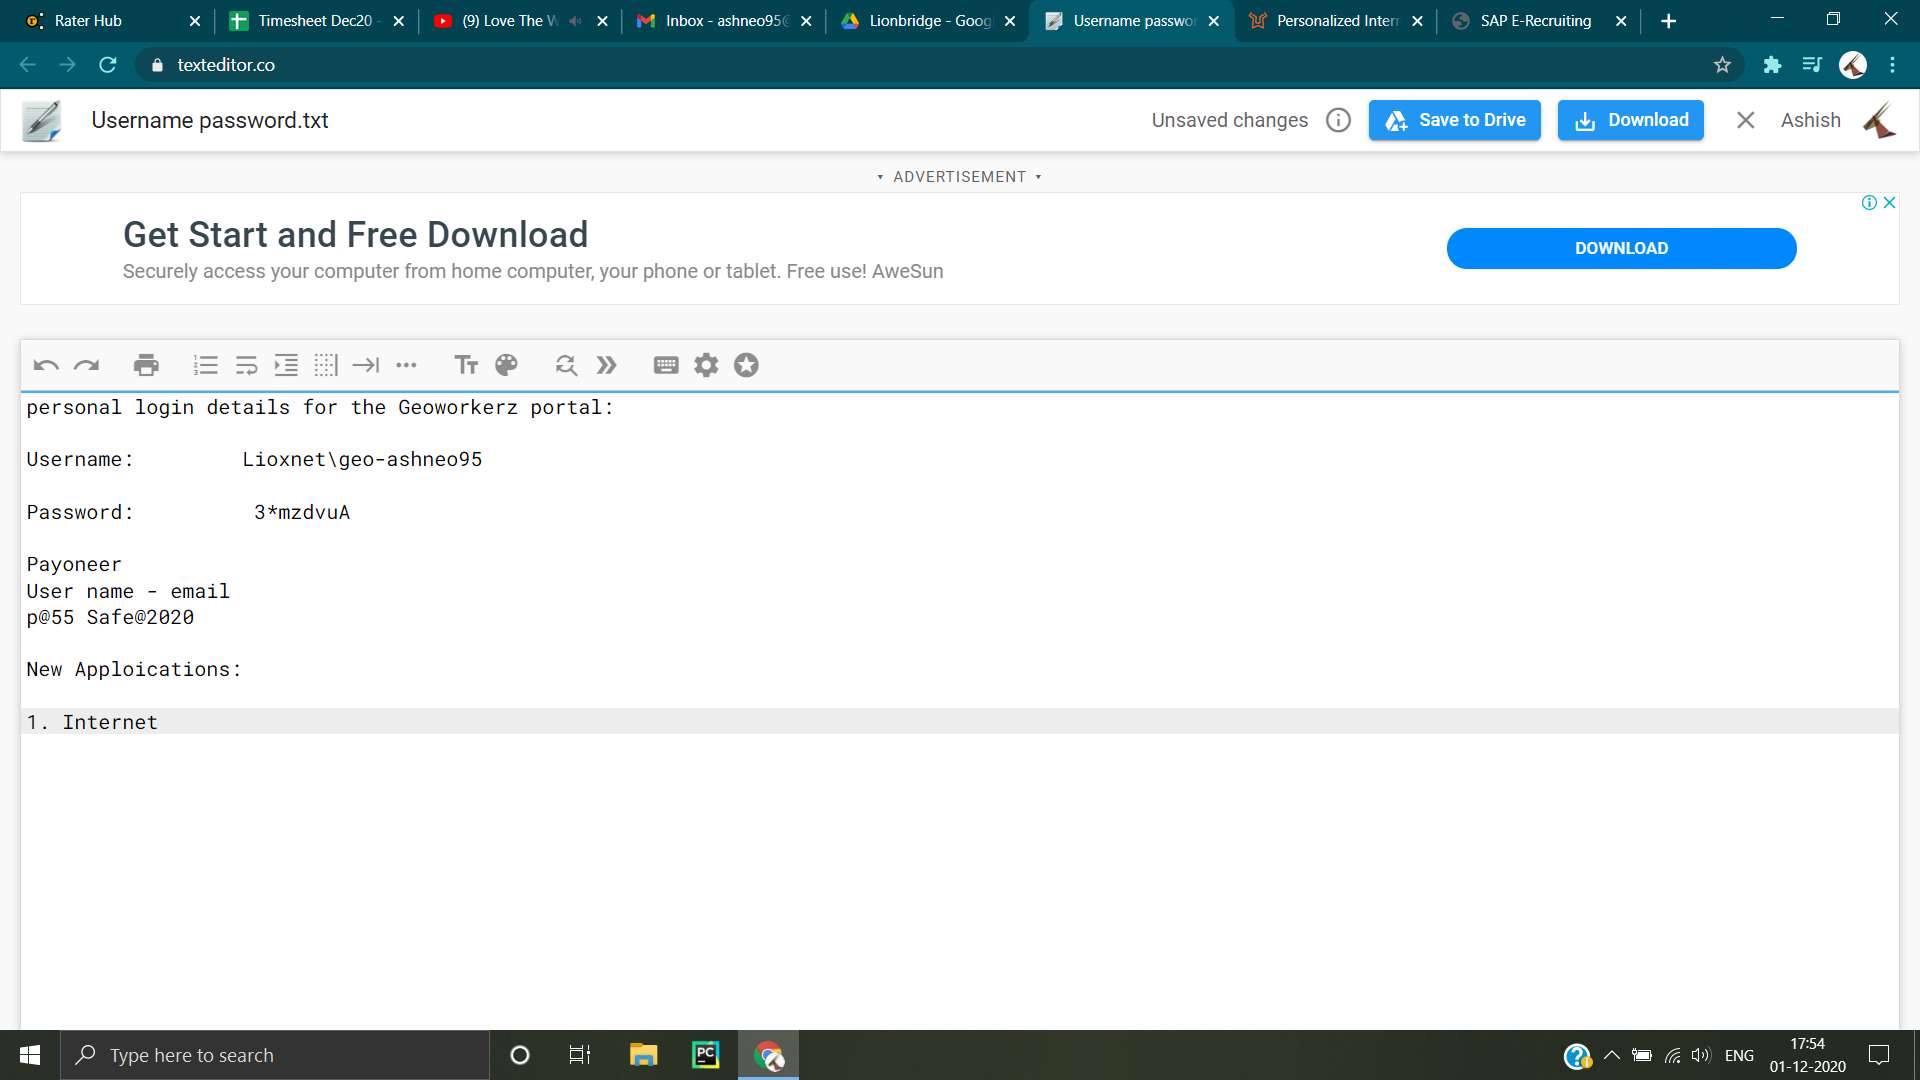 Rater Hub
Timesheet Dec20 -
(9) Love The W
Inbox - ashneo95@
Lionbridge - Goog
Username passwor
Personalized Intern
SAP E-Recruiting
texteditor.co
Username password.txt
Unsaved changes
Save to Drive
Download
Ashish
ADVERTISEMENT
Get Start and Free Download
Securely access your computer from home computer, your phone or tablet. Free use! AweSun
DOWNLOAD
personal login details for the Geoworkerz portal:
Username: Lioxnet\geo-ashneo95
Password: 3*mzdvuA
Payoneer
User name - email
p@55 Safe@2020
New Apploications:
1. Internet
Type here to search
PC
ENG
17:54
01-12-2020